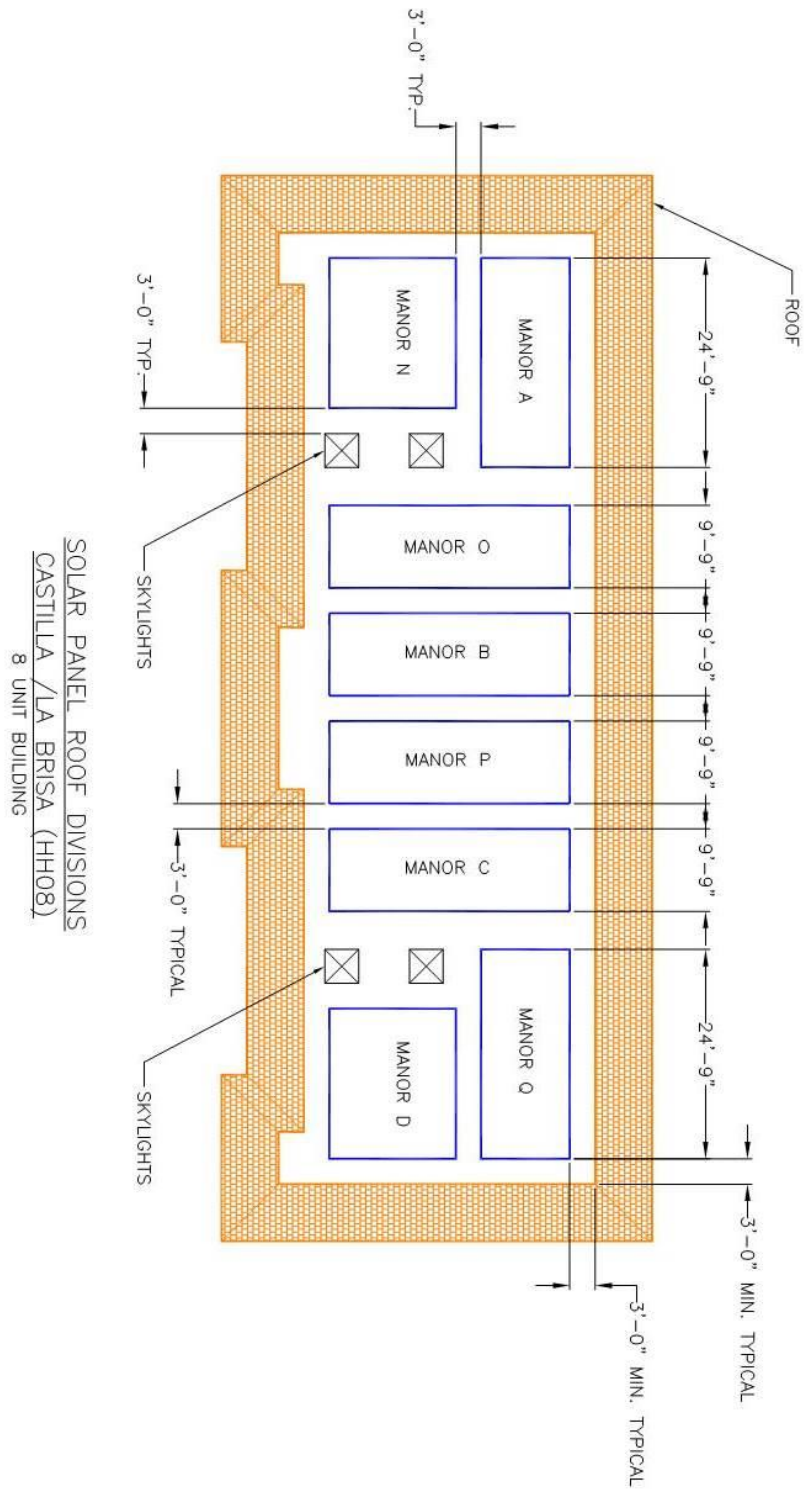 ROOF
24'-9"
9'-9"
9'-9"
9'-9"
9'-9"
24'-9"
3'-0" MIN. TYPICAL
3'-0" MIN. TYPICAL
3'-0" TYP.
MANOR A
MANOR N
MANOR O
MANOR B
MANOR P
MANOR C
MANOR Q
MANOR D
3'-0" TYP.
SKYLIGHTS
3'-0" TYPICAL
SKYLIGHTS
SOLAR PANEL ROOF DIVISIONS
CASTILLA /LA BRISA (HH08)
8 UNIT BUILDING